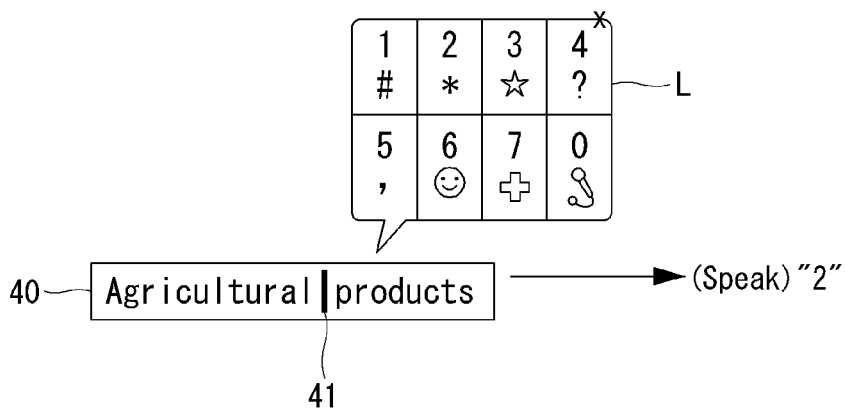 x
1 2 3 4
# * ☆ ?
L
5 6 7 0
,
40
Agricultural products
(Speak) "2"
41